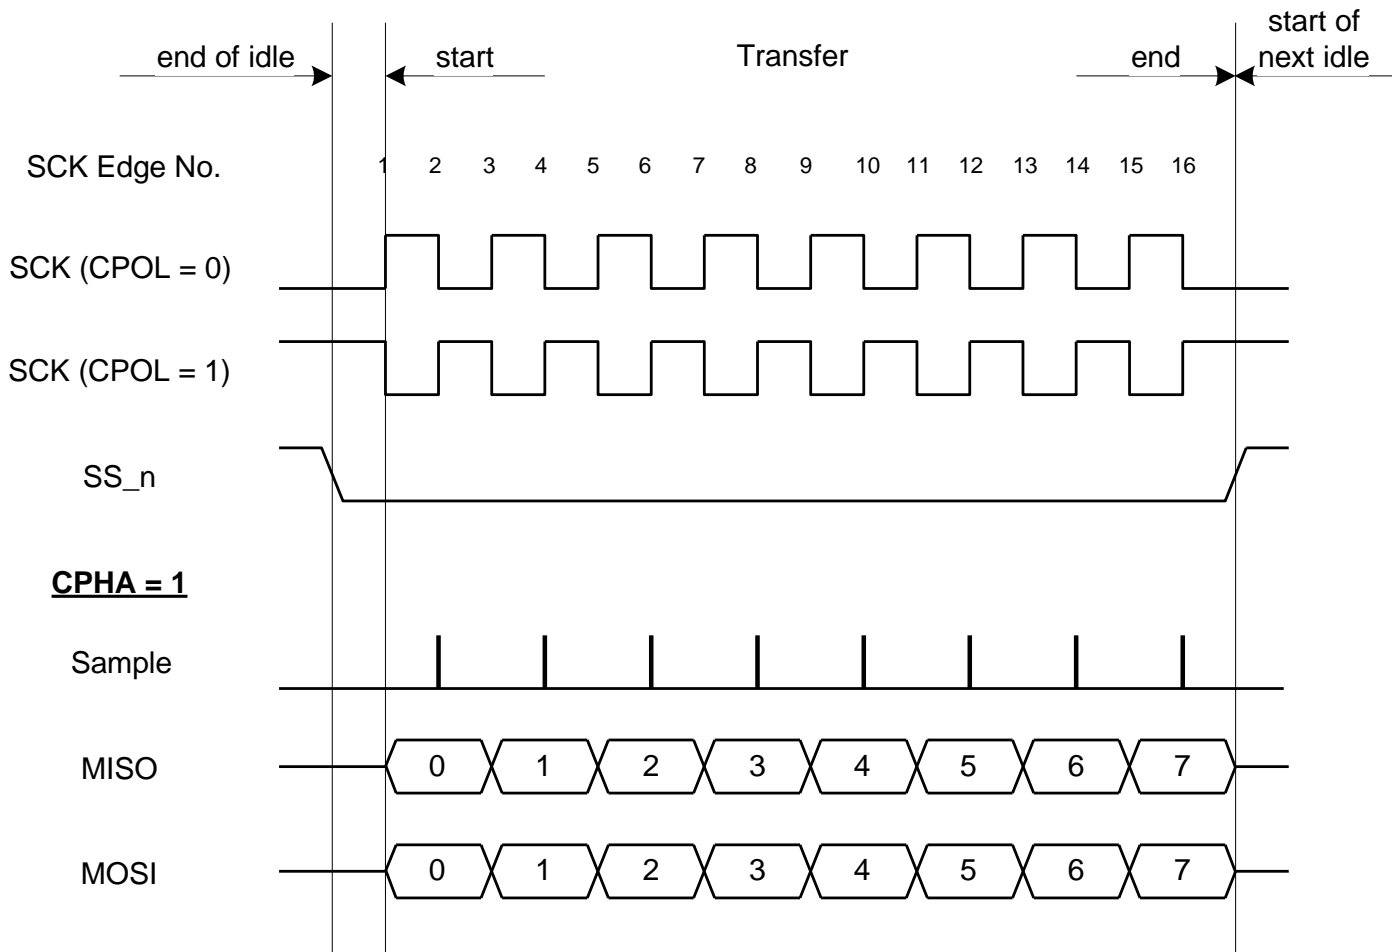 start of
end of idle start Transfer end next idle
SCK Edge No. 1 2 3 4 5 6 7 8 9 10 11 12 13 14 15 16
SCK (CPOL = 0)
SCK (CPOL = 1)
SS_n
CPHA = 1
Sample
MISO 0 1 2 3 4 5 6 7
MOSI 0 1 2 3 4 5 6 7